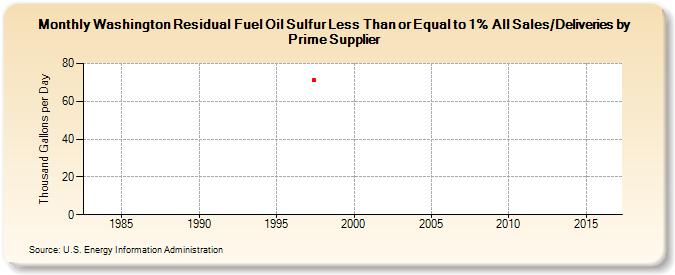 Monthly Washington Residual Fuel Oil Sulfur Less Than or Equal to 1% All Sales/Deliveries by
Prime Supplier
Thousand Gallons per Day
80
60
40
20
0
1985 1990 1995 2000 2005 2010 2015
Source: U.S. Energy Information Administration